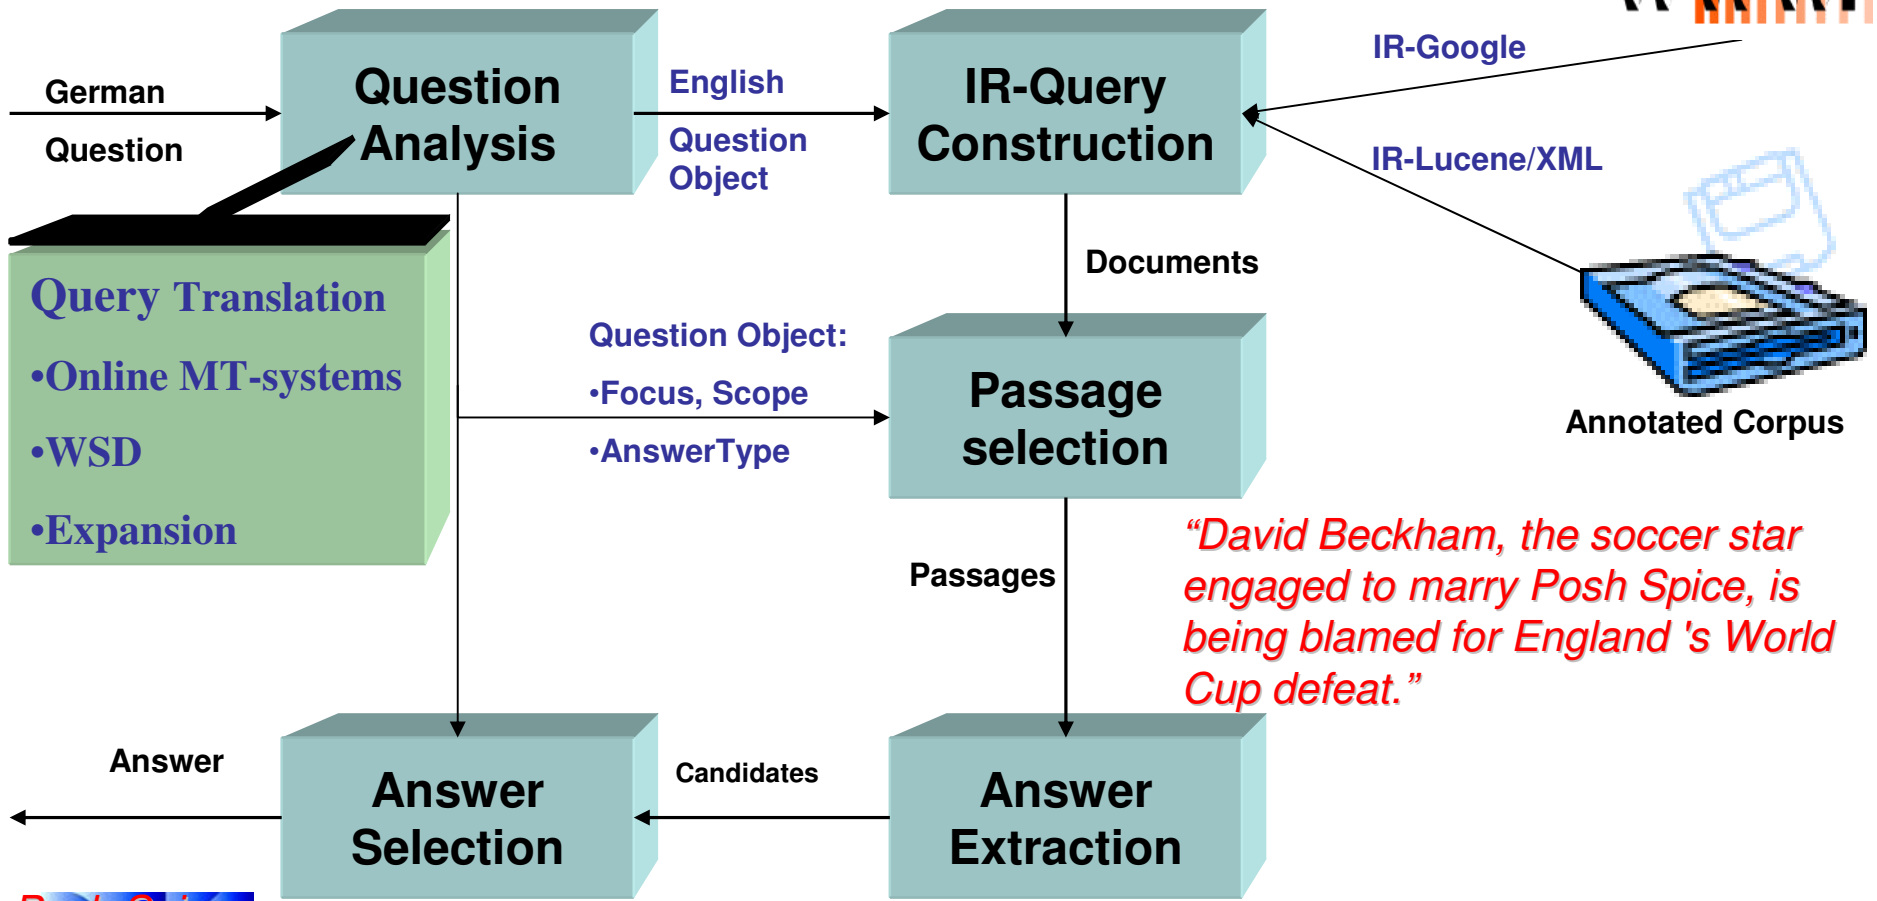 German
Question
Question
Analysis
English
Question
Object
IR-Query
Construction
IR-Google
IR-Lucene/XML
Annotated Corpus
Query Translation
•Online MT-systems
•WSD
•Expansion
Documents
Question Object:
•Focus, Scope
•AnswerType
Passage
selection
Passages
“David Beckham, the soccer star
engaged to marry Posh Spice, is
being blamed for England 's World
Cup defeat.”
Answer
Answer
Selection
Candidates
Answer
Extraction